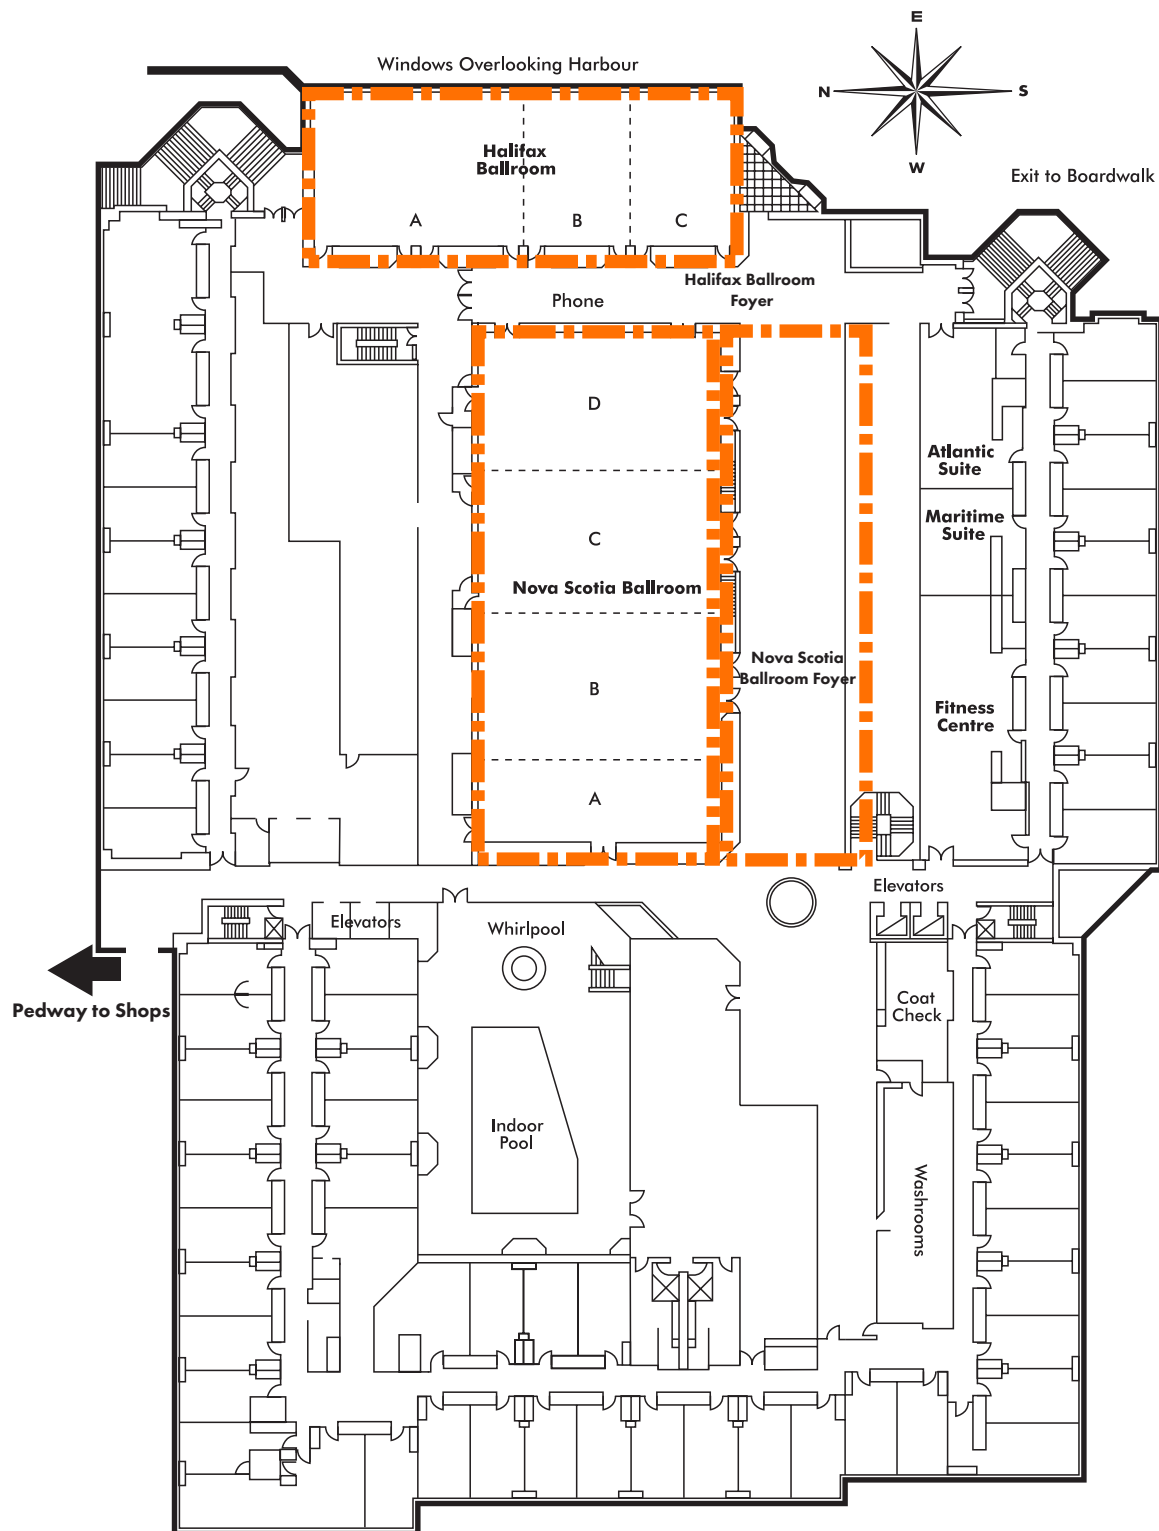 E
Windows Overlooking Harbour
N
S
W
Exit to Boardwalk
Halifax
Ballroom
A
B
C
Halifax Ballroom
Foyer
Phone
D
Atlantic
Suite
Maritime
Suite
C
Nova Scotia Ballroom
Nova Scotia
Ballroom Foyer
B
Fitness
Centre
A
Elevators
Elevators
Whirlpool
Pedway to Shops
Coat
Check
Indoor
Pool
Washrooms